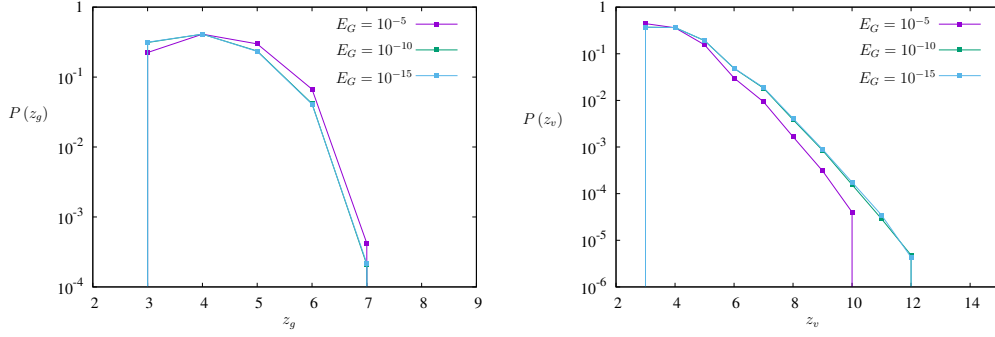 1
10⁻¹
10⁻²
10⁻³
10⁻⁴
P (z_g)
2 3 4 5 6 7 8 9
z_g
E_G = 10⁻⁵
E_G = 10⁻¹⁰
E_G = 10⁻¹⁵
1
10⁻¹
10⁻²
10⁻³
10⁻⁴
10⁻⁵
10⁻⁶
P (z_v)
2 4 6 8 10 12 14
z_v
E_G = 10⁻⁵
E_G = 10⁻¹⁰
E_G = 10⁻¹⁵